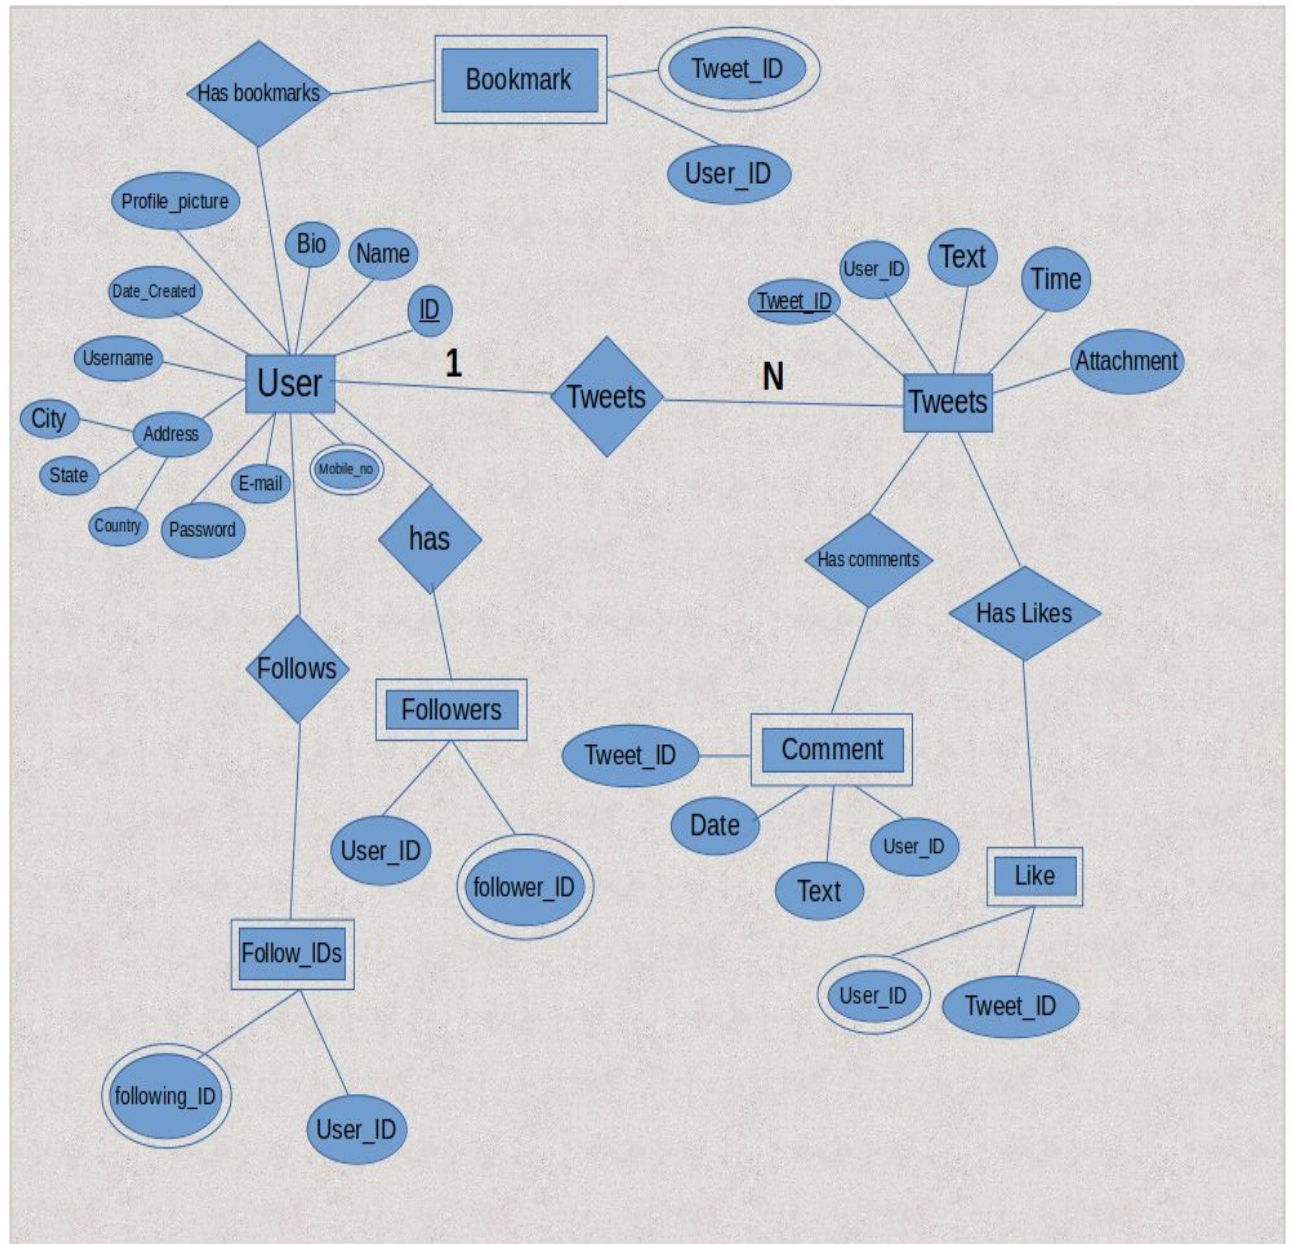 Has bookmarks
Bookmark
Tweet_ID
User_ID
Profile_picture
Bio
Name
Date_Created
ID
Username
User
1
Tweets
N
Tweet_ID
User_ID
Text
Time
Attachment
Tweets
City
Address
State
Country
Password
E-mail
Mobile_no
has
Has comments
Has Likes
Follows
Followers
User_ID
follower_ID
Tweet_ID
Comment
Date
Text
User_ID
Like
User_ID
Tweet_ID
Follow_IDs
following_ID
User_ID